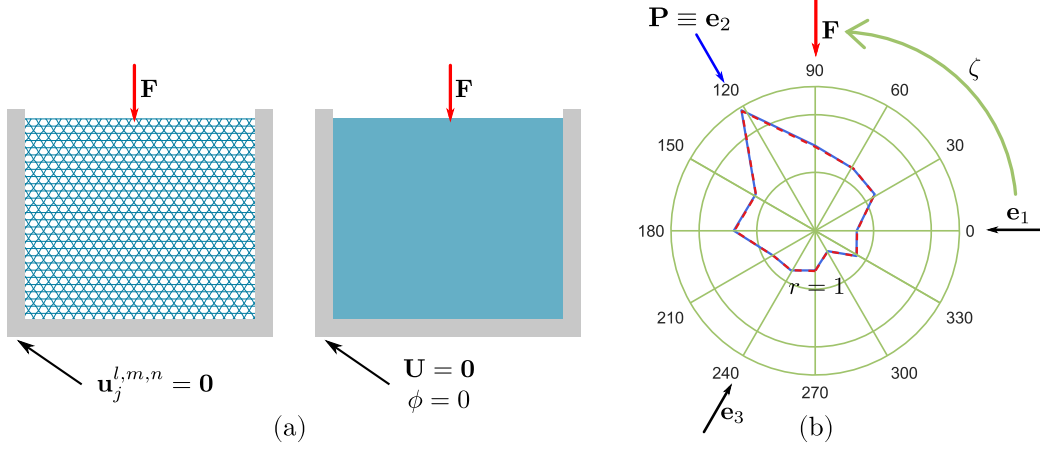 F
F
u_j^{l,m,n} = 0
U = 0
ϕ = 0
(a)
P ≡ e_2
F
ζ
90
120
60
150
30
180
0
e_1
r = 1
210
330
240
300
270
e_3
(b)